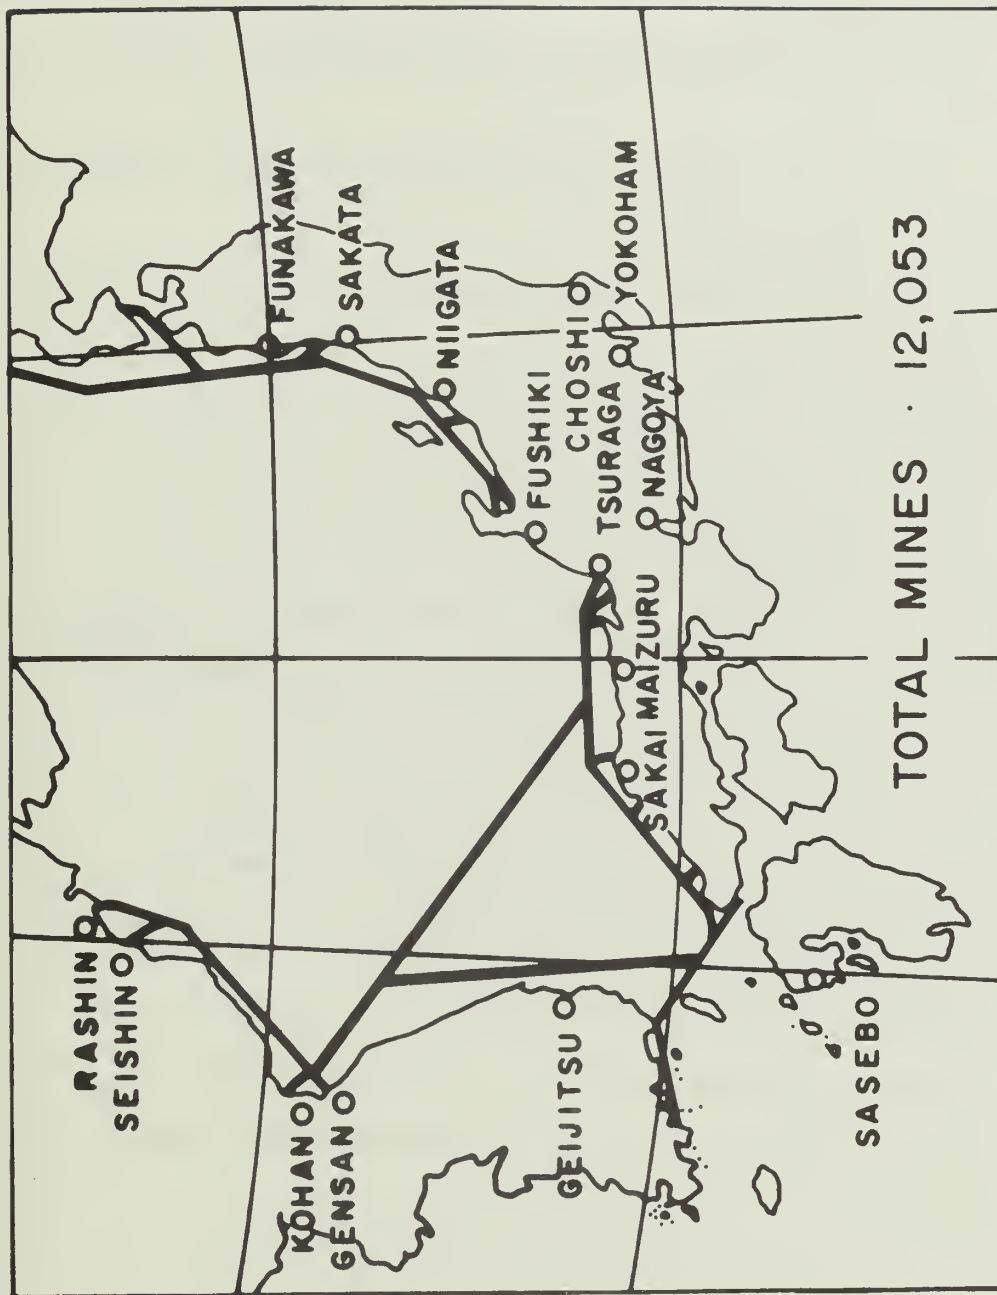 RASHIN
SEISHIN
KOHAN
GENSAN
GEIJITSU
SASEBO
FUNAKAWA
SAKATA
NIIGATA
FUSHIKI
CHOSHI
TSURAGA
YOKOHAM
NAGOYA
MAIZURU
SAKAI
TOTAL MINES · 12,053